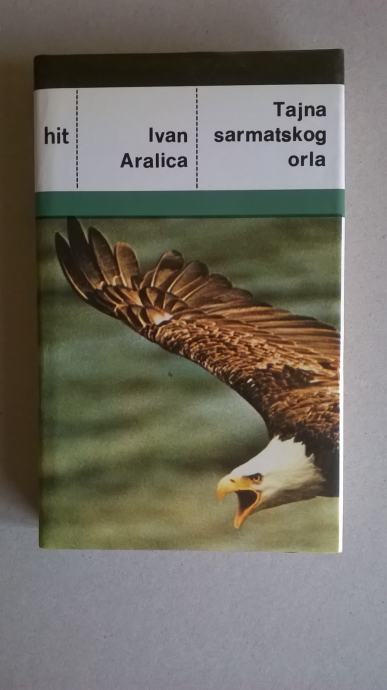 hit
Ivan
Aralica
Tajna
sarmatskog
orla